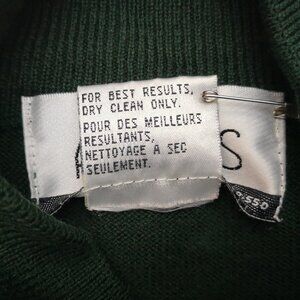 FOR BEST RESULTS,
DRY CLEAN ONLY.
POUR DES MEILLEURS
RESULTANTS,
NETTOYAGE A SEC
SEULEMENT.
S